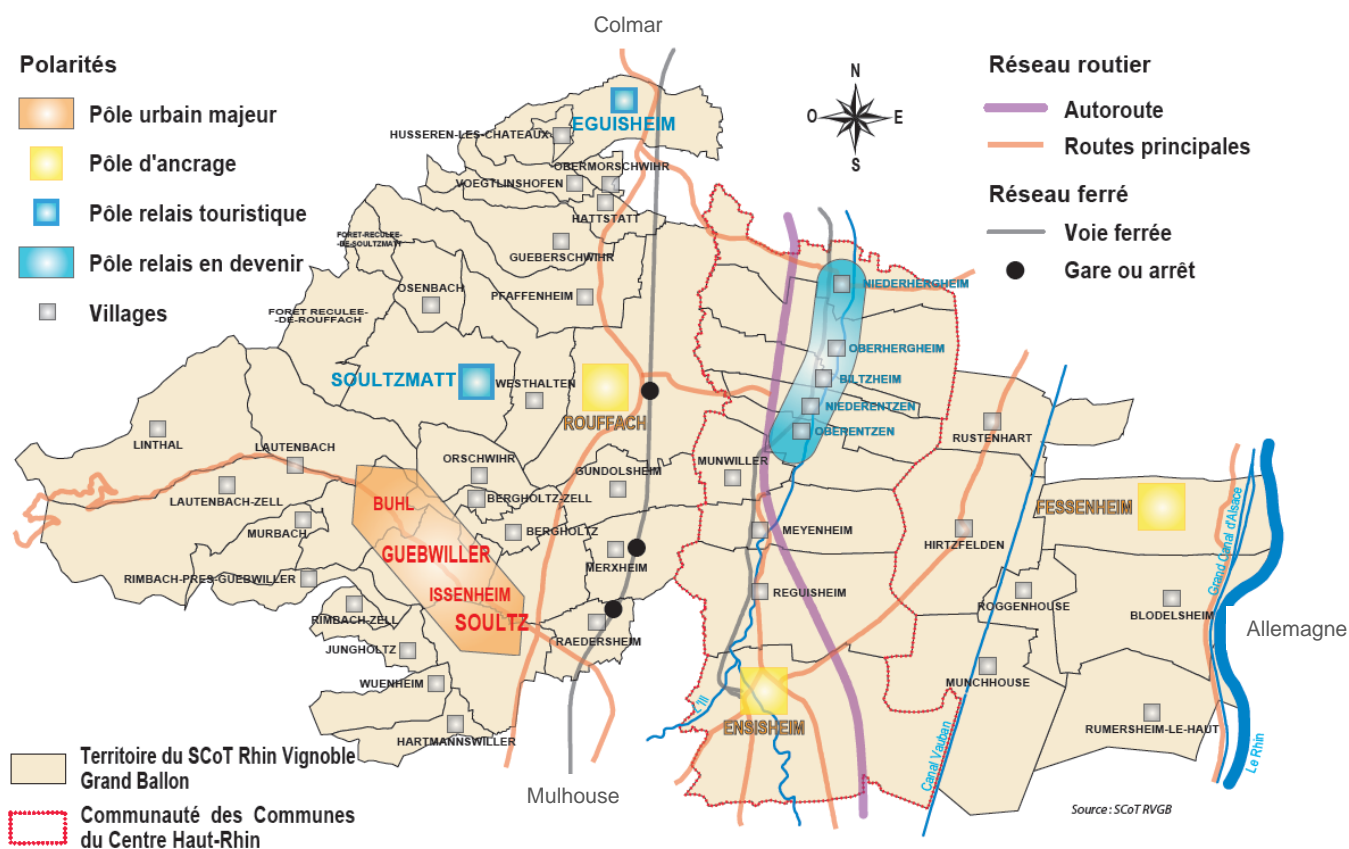 Colmar
Polarités
Pôle urbain majeur
Pôle d'ancrage
Pôle relais touristique
Pôle relais en devenir
Villages
Réseau routier
Autoroute
Routes principales
Réseau ferré
Voie ferrée
Gare ou arrêt
N
O
E
S
EGUISHEIM
HUSSEREN-LES-CHATEAUX
OBERMORSCHWIHR
VOEGTLINSHOFEN
HATTSTATT
FORET-RECULEE-
-DE-SOULTZMATT
GUEBERSCHWIHR
OSENBACH
PFAFFENHEIM
FORET RECULEE-
-DE-ROUFFACH
NIEDERHERGHEIM
OBERHERGHEIM
BILTZHEIM
NIEDERENTZEN
OBERENTZEN
SOULTZMATT
WESTHALTEN
ROUFFACH
RUSTENHART
LINTHAL
LAUTENBACH
ORSCHWIHR
GUNDOLSHEIM
MUNWILLER
LAUTENBACH-ZELL
BUHL
BERGHOLTZ-ZELL
FESSENHEIM
MURBACH
BERGHOLTZ
MEYENHEIM
HIRTZFELDEN
GUEBWILLER
MERXHEIM
RIMBACH-PRES-GUEBWILLER
ISSENHEIM
REGUISHEIM
ROGGENHOUSE
BLODELSHEIM
RIMBACH-ZELL
SOULTZ
RAEDERSHEIM
JUNGHOLTZ
MUNCHHOUSE
WUENHEIM
ENSISHEIM
RUMERSHEIM-LE-HAUT
HARTMANNSWILLER
L'Ill
Canal Vauban
Grand Canal d'Alsace
Le Rhin
Allemagne
Mulhouse
Territoire du SCoT Rhin Vignoble
Grand Ballon
Communauté des Communes
du Centre Haut-Rhin
Source : SCoT RVGB